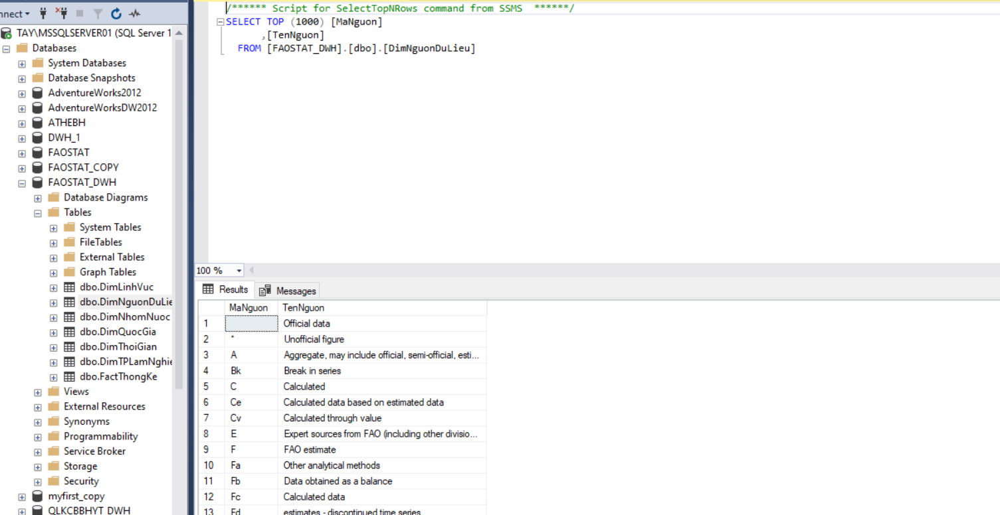 nnect
TAY\MSSQLSERVER01 (SQL Server 1
Databases
System Databases
Database Snapshots
AdventureWorks2012
AdventureWorksDW2012
ATHEBH
DWH_1
FAOSTAT
FAOSTAT_COPY
FAOSTAT_DWH
Database Diagrams
Tables
System Tables
FileTables
External Tables
Graph Tables
dbo.DimLinhVuc
dbo.DimNguonDuLie
dbo.DimNhomNuoc
dbo.DimQuocGia
dbo.DimThoiGian
dbo.DimTPLamNghie
dbo.FactThongKe
Views
External Resources
Synonyms
Programmability
Service Broker
Storage
Security
myfirst_copy
QLKCBBHYT_DWH
/****** Script for SelectTopNRows command from SSMS ******/
SELECT TOP (1000) [MaNguon]
,[TenNguon]
FROM [FAOSTAT_DWH].[dbo].[DimNguonDuLieu]
100 %
Results Messages
MaNguon TenNguon
1 Official data
2 * Unofficial figure
3 A Aggregate, may include official, semi-official, esti...
4 Bk Break in series
5 C Calculated
6 Ce Calculated data based on estimated data
7 Cv Calculated through value
8 E Expert sources from FAO (including other divisio...
9 F FAO estimate
10 Fa Other analytical methods
11 Fb Data obtained as a balance
12 Fc Calculated data
13 Fd estimates - discontinued time series